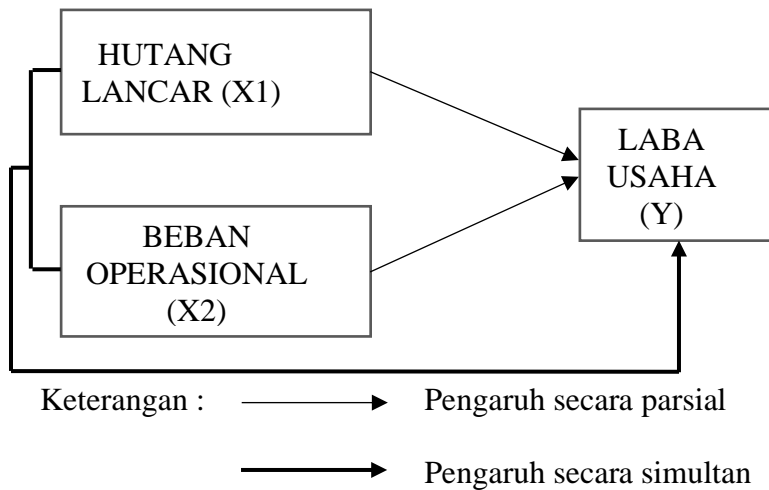 HUTANG
LANCAR (X1)
LABA
USAHA
(Y)
BEBAN
OPERASIONAL
(X2)
Keterangan :
Pengaruh secara parsial
Pengaruh secara simultan